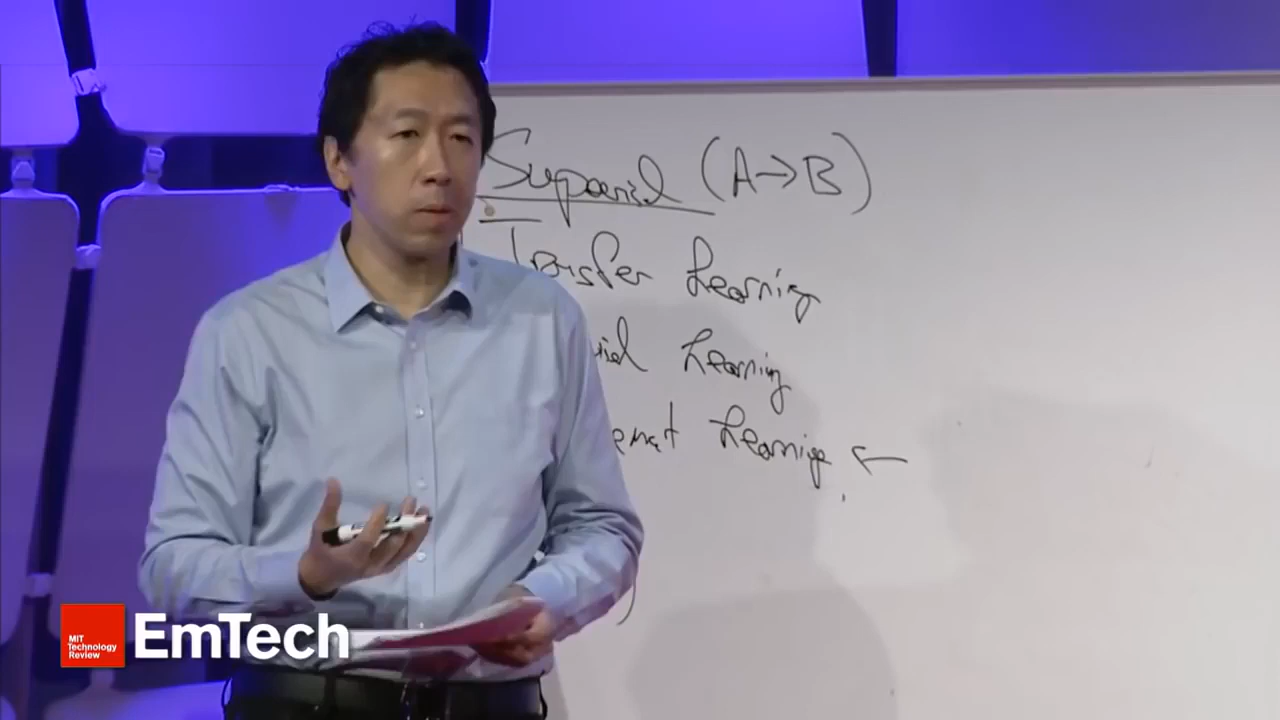 Supervised (A→B)
Transfer Learning
Learning
Learning ←
MIT
Technology
Review
EmTech